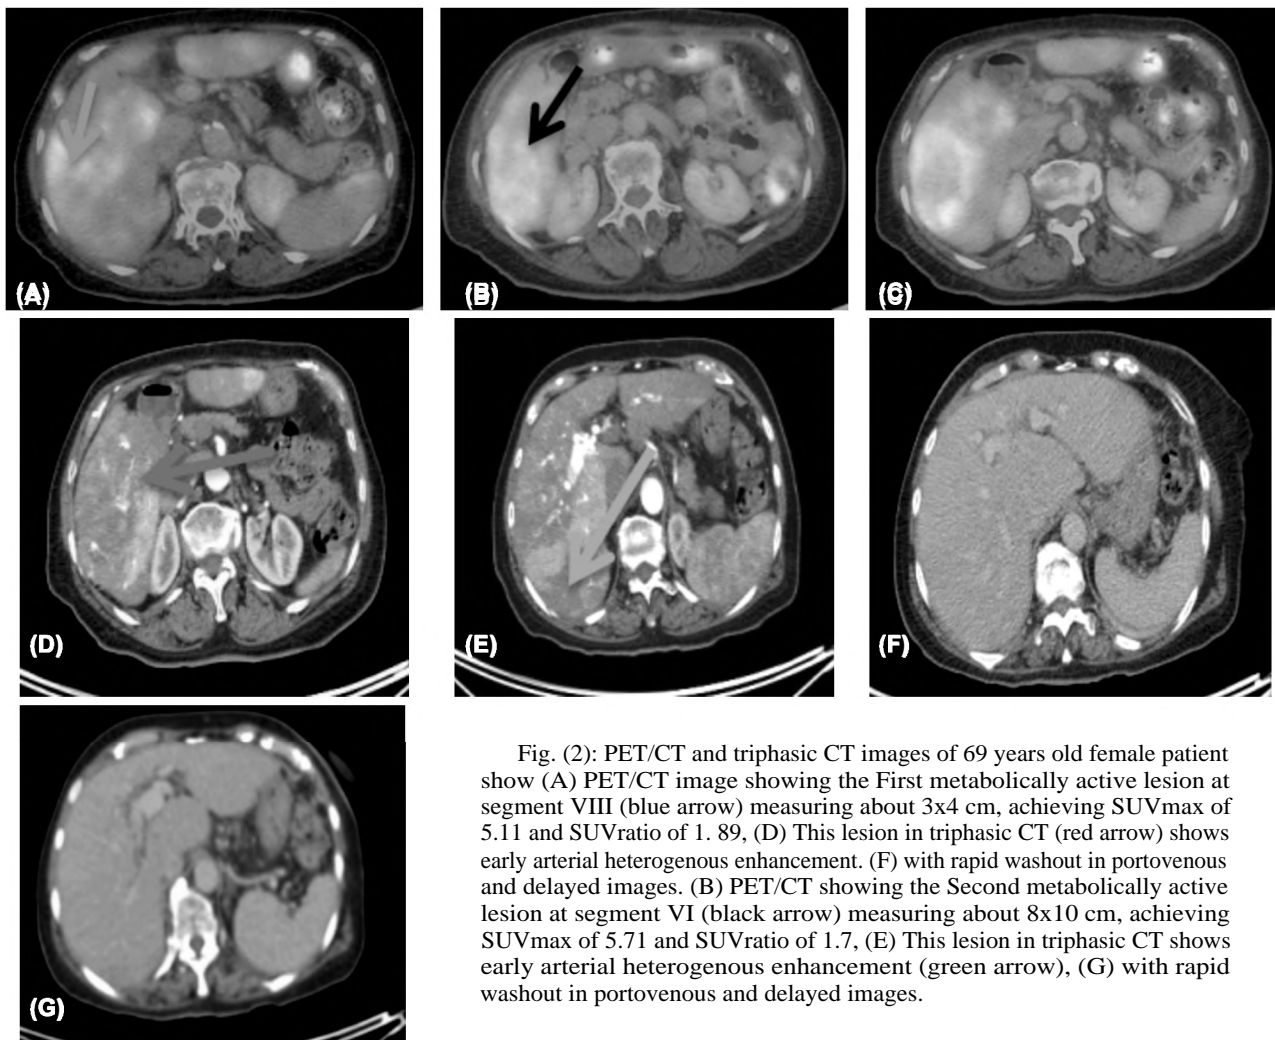 (A)
(B)
(C)
(D)
(E)
(F)
(G)
Fig. (2): PET/CT and triphasic CT images of 69 years old female patient
show (A) PET/CT image showing the First metabolically active lesion at
segment VIII (blue arrow) measuring about 3x4 cm, achieving SUVmax of
5.11 and SUVratio of 1. 89, (D) This lesion in triphasic CT (red arrow) shows
early arterial heterogenous enhancement. (F) with rapid washout in portovenous
and delayed images. (B) PET/CT showing the Second metabolically active
lesion at segment VI (black arrow) measuring about 8x10 cm, achieving
SUVmax of 5.71 and SUVratio of 1.7, (E) This lesion in triphasic CT shows
early arterial heterogenous enhancement (green arrow), (G) with rapid
washout in portovenous and delayed images.